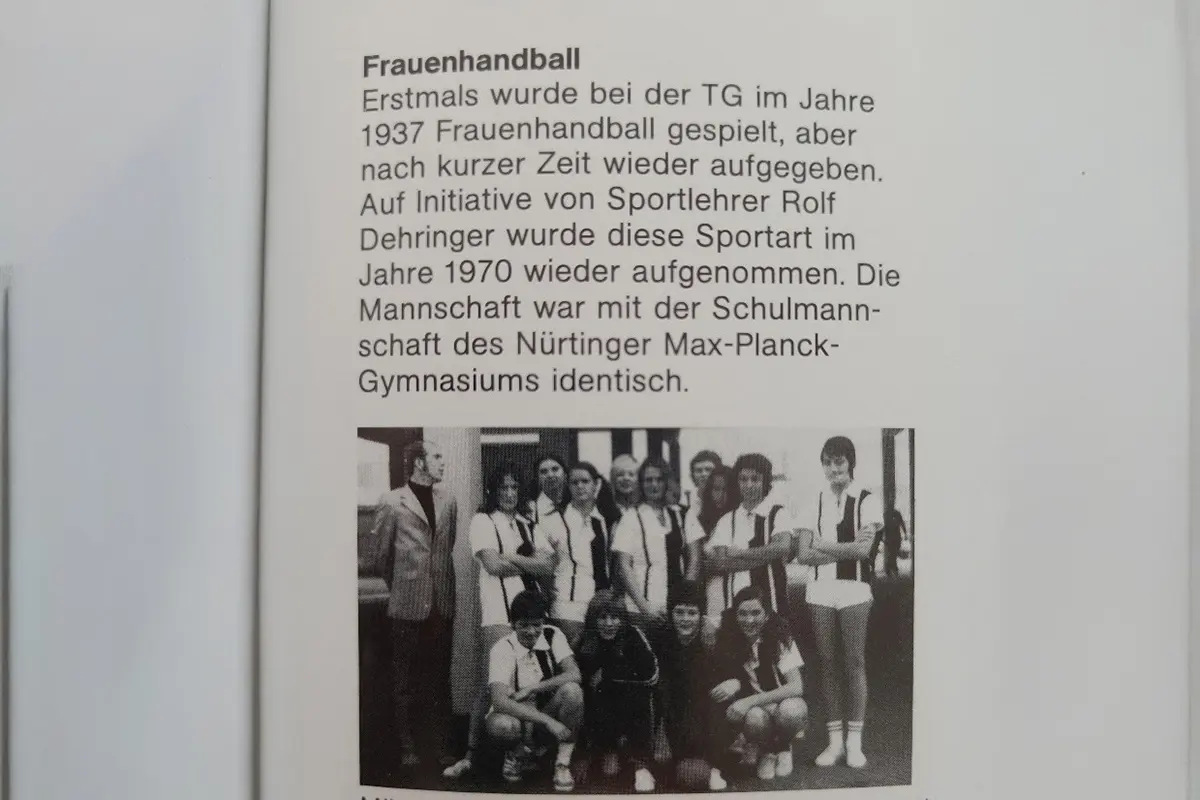 Frauenhandball
Erstmals wurde bei der TG im Jahre
1937 Frauenhandball gespielt, aber
nach kurzer Zeit wieder aufgegeben.
Auf Initiative von Sportlehrer Rolf
Dehringer wurde diese Sportart im
Jahre 1970 wieder aufgenommen. Die
Mannschaft war mit der Schulmann-
schaft des Nürtinger Max-Planck-
Gymnasiums identisch.